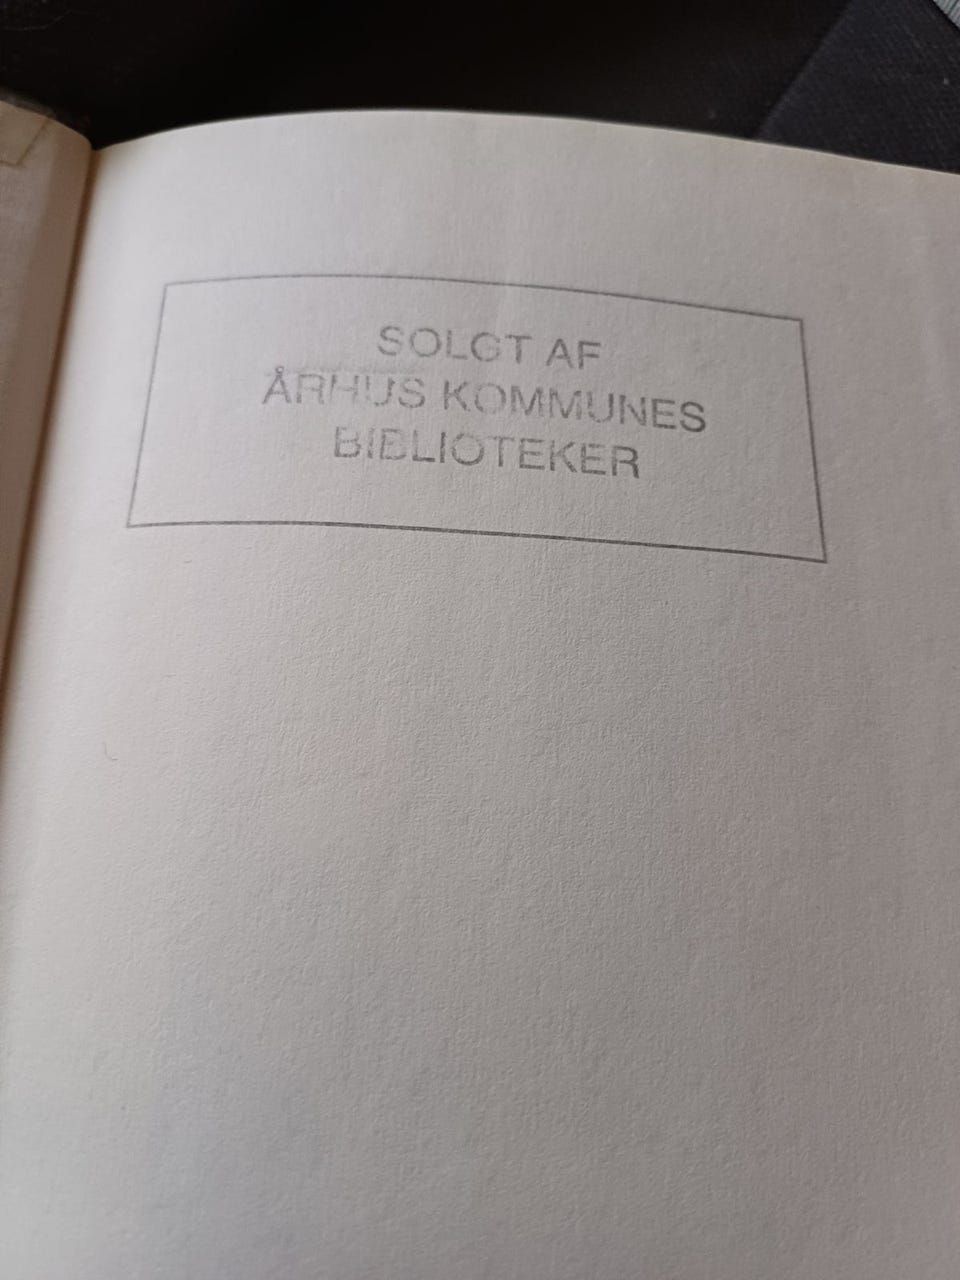 SOLGT AF
ÅRHUS KOMMUNES
BIBLIOTEKER